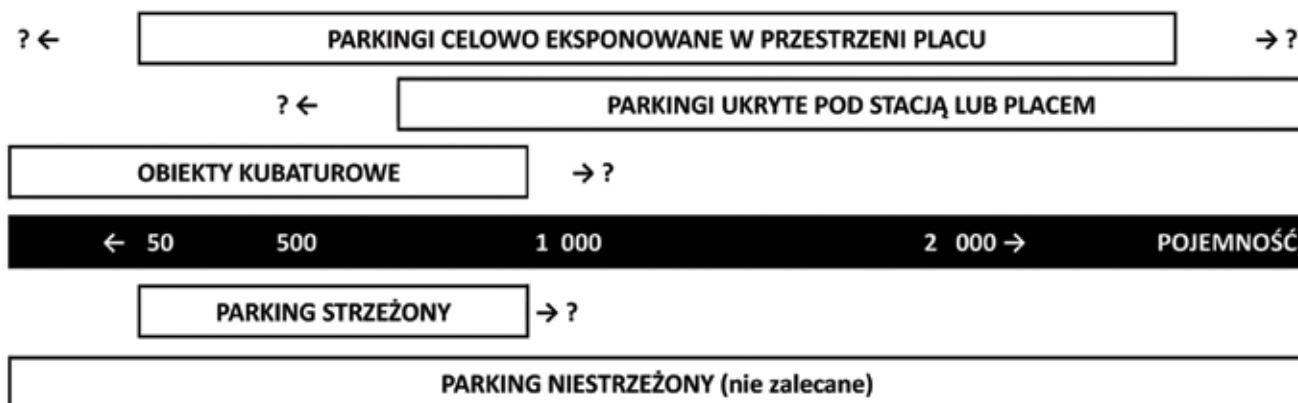 ? ← PARKINGI CELOWO EKSPONOWANE W PRZESTRZENI PLACU → ?
? ← PARKINGI UKRYTE POD STACJĄ LUB PLACEM
OBIEKTY KUBATUROWE → ?
← 50 500 1 000 2 000 → POJEMNOŚĆ
PARKING STRZEŻONY → ?
PARKING NIESTRZEŻONY (nie zalecane)